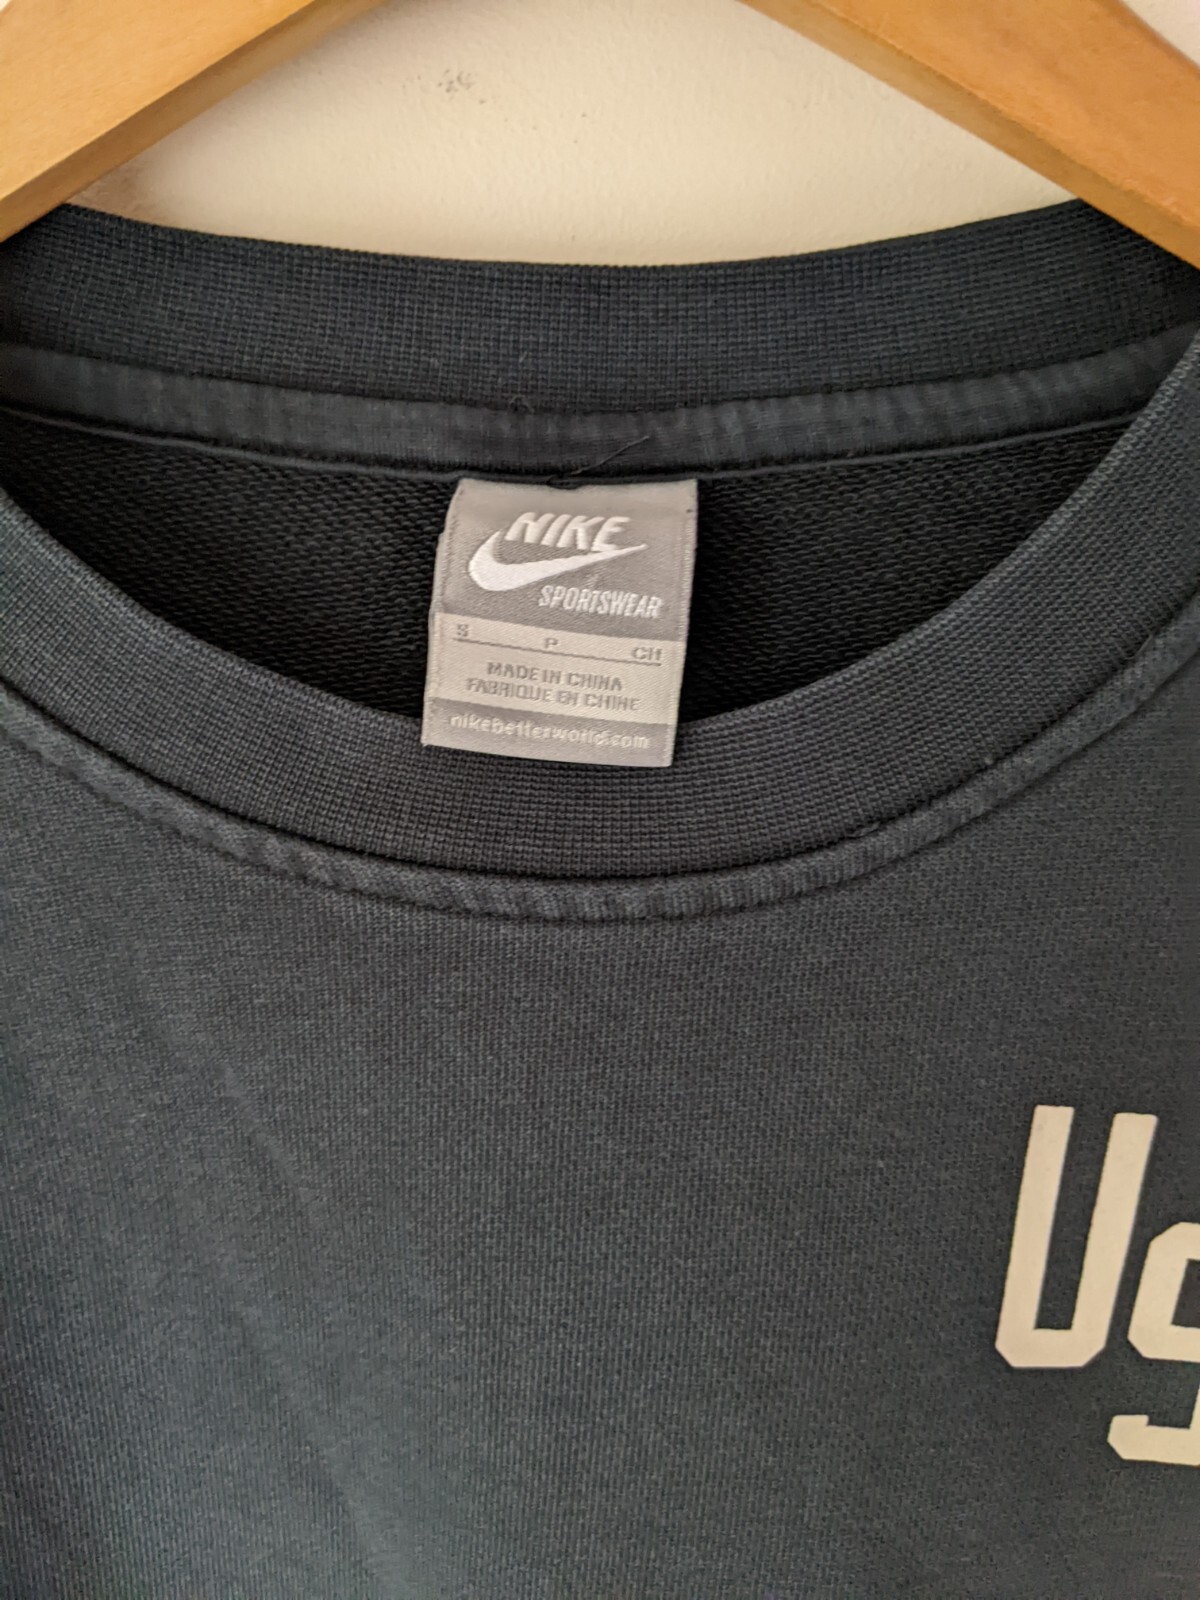 NIKE
SPORTSWEAR
S P CH
MADE IN CHINA
FABRIQUE EN CHINE
nikebetterworld.com
US